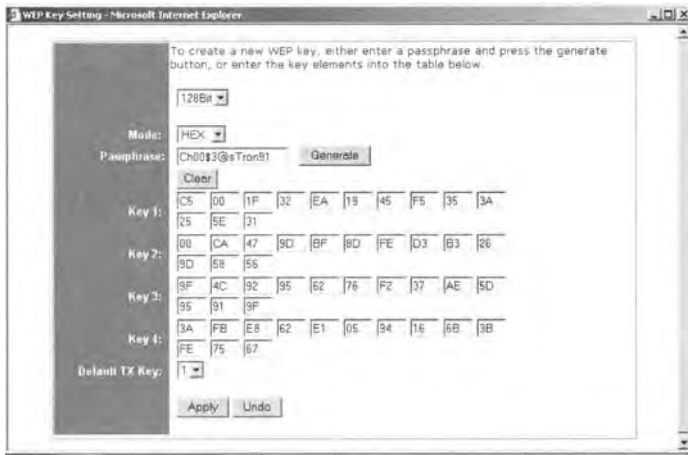 WEP Key Setting - Microsoft Internet Explorer
To create a new WEP key, either enter a passphrase and press the generate
button, or enter the key elements into the table below.
128Bit
Mode: HEX
Passphrase: Ch00$3@sTron91 Generate
Clear
Key 1: C5 00 1F 32 EA 19 45 F5 35 3A
25 5E 31
Key 2: 00 CA 47 9D BF 8D FE D3 B3 26
9D 58 56
Key 3: 9F 4C 92 95 62 76 F2 37 AE 5D
95 91 9F
Key 4: 3A FB E8 62 E1 05 94 16 6B 3B
FE 75 67
Default TX Key: 1
Apply Undo